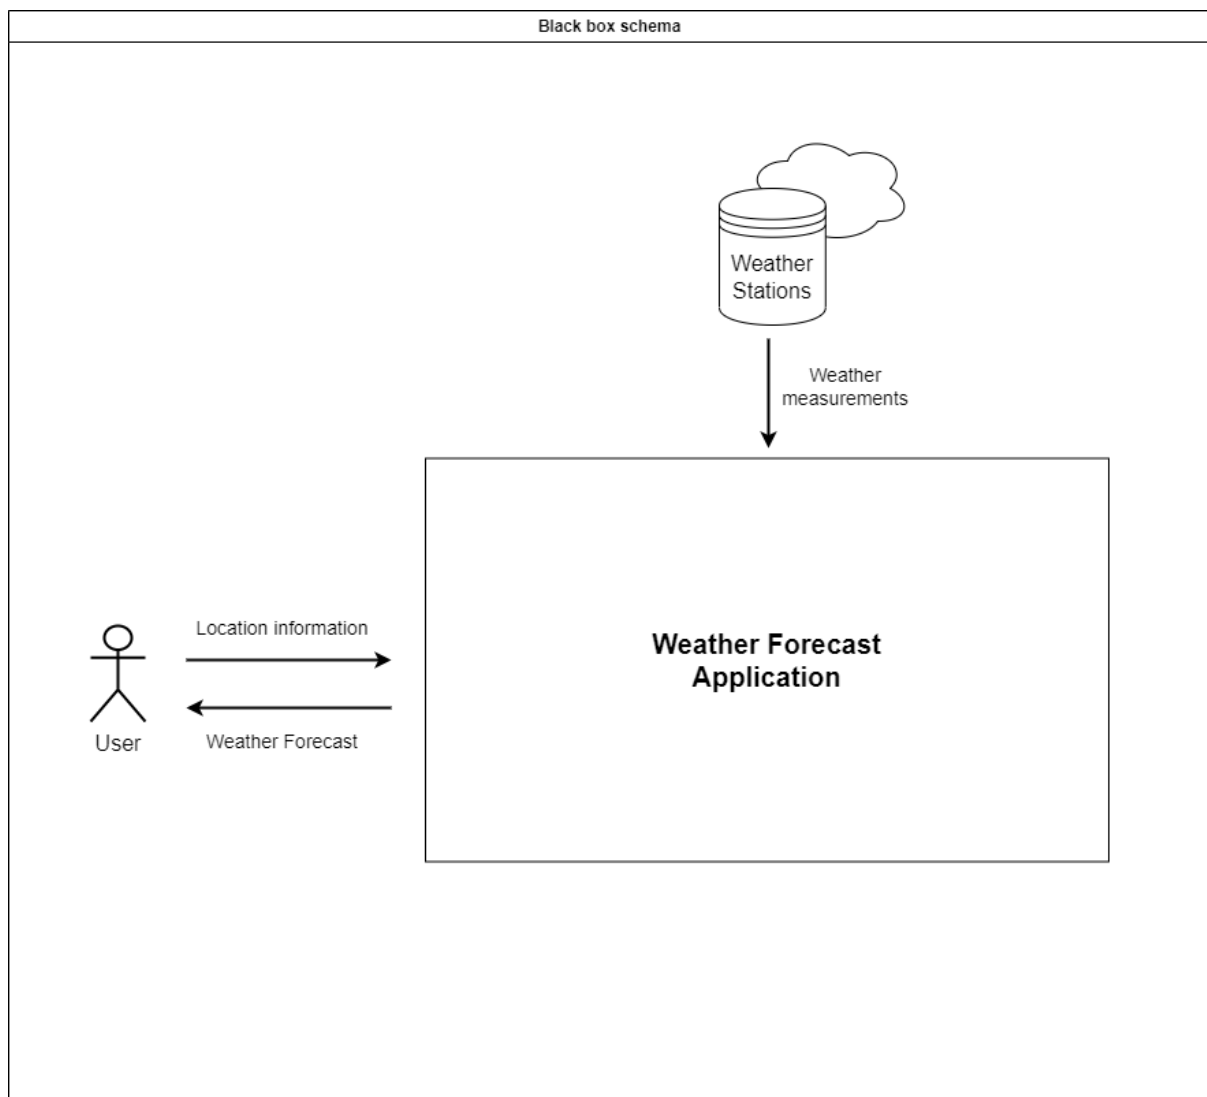 Black box schema
Weather
Stations
Weather
measurements
Location information
Weather Forecast
Application
User
Weather Forecast